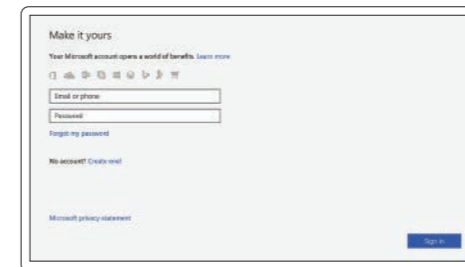 Make it yours
Your Microsoft account opens a world of benefits. Learn more
Email or phone
Password
Forgot my password
No account? Create one!
Microsoft privacy statement
Sign in